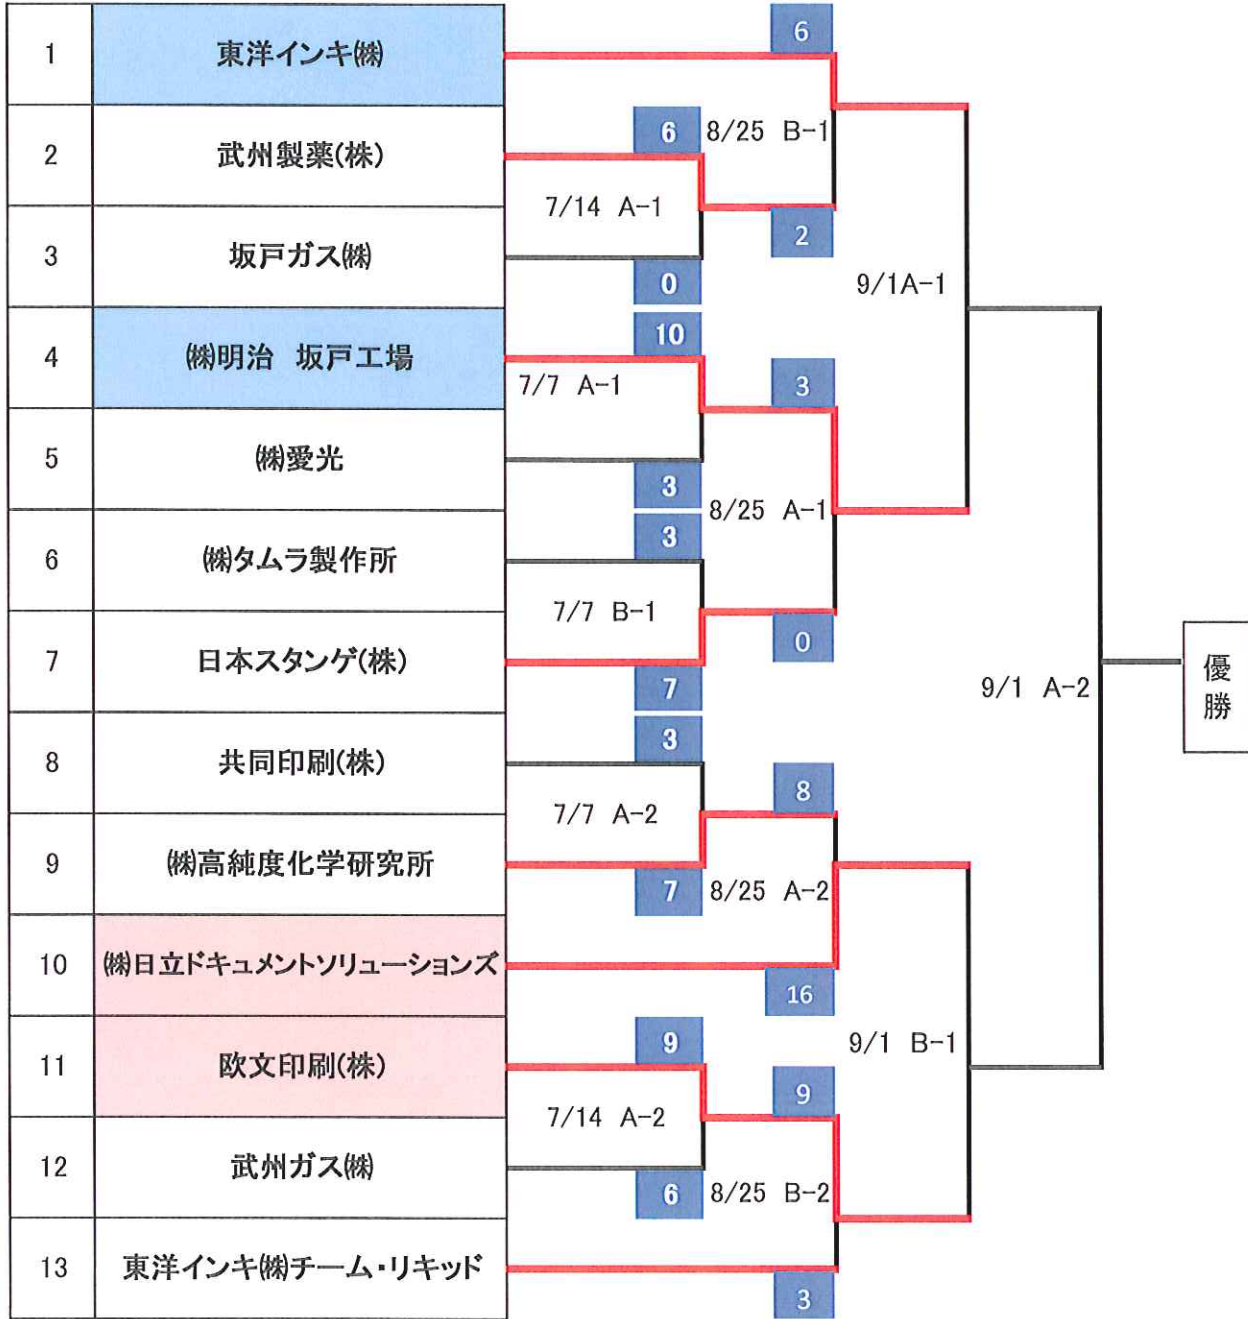 1 東洋インキ㈱
2 武州製薬(株)
3 坂戸ガス㈱
4 ㈱明治 坂戸工場
5 ㈱愛光
6 ㈱タムラ製作所
7 日本スタンゲ(株)
8 共同印刷(株)
9 ㈱高純度化学研究所
10 ㈱日立ドキュメントソリューションズ
11 欧文印刷(株)
12 武州ガス㈱
13 東洋インキ㈱チーム・リキッド
6
7/14 A-1
0
10
7/7 A-1
3
3
7/7 B-1
7
3
7/7 A-2
7
9
7/14 A-2
6
6
8/25 B-1
2
3
8/25 A-1
0
8
8/25 A-2
16
9
8/25 B-2
3
9/1A-1
9/1 B-1
9/1 A-2
優
勝